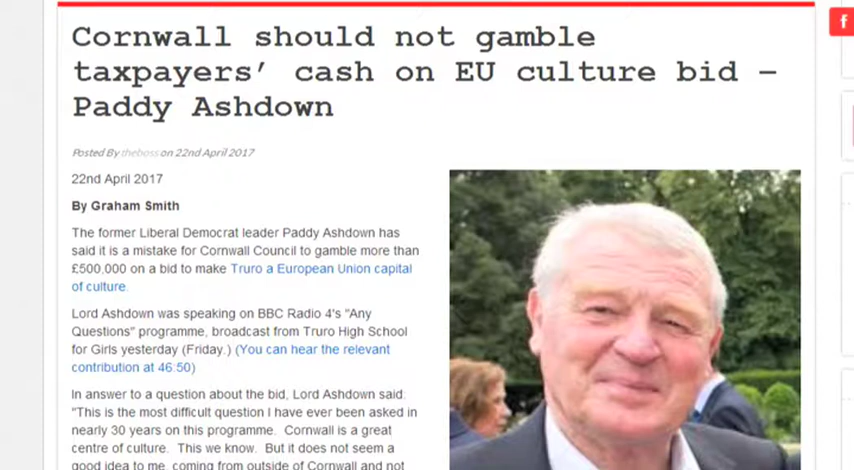 Cornwall should not gamble
taxpayers' cash on EU culture bid –
Paddy Ashdown
Posted By theboss on 22nd April 2017
22nd April 2017
By Graham Smith
The former Liberal Democrat leader Paddy Ashdown has
said it is a mistake for Cornwall Council to gamble more than
£500,000 on a bid to make Truro a European Union capital
of culture.
Lord Ashdown was speaking on BBC Radio 4's "Any
Questions" programme, broadcast from Truro High School
for Girls yesterday (Friday.) (You can hear the relevant
contribution at 46:50)
In answer to a question about the bid, Lord Ashdown said:
"This is the most difficult question I have ever been asked in
nearly 30 years on this programme. Cornwall is a great
centre of culture. This we know. But it does not seem a
good idea to me, coming from outside of Cornwall and not
f